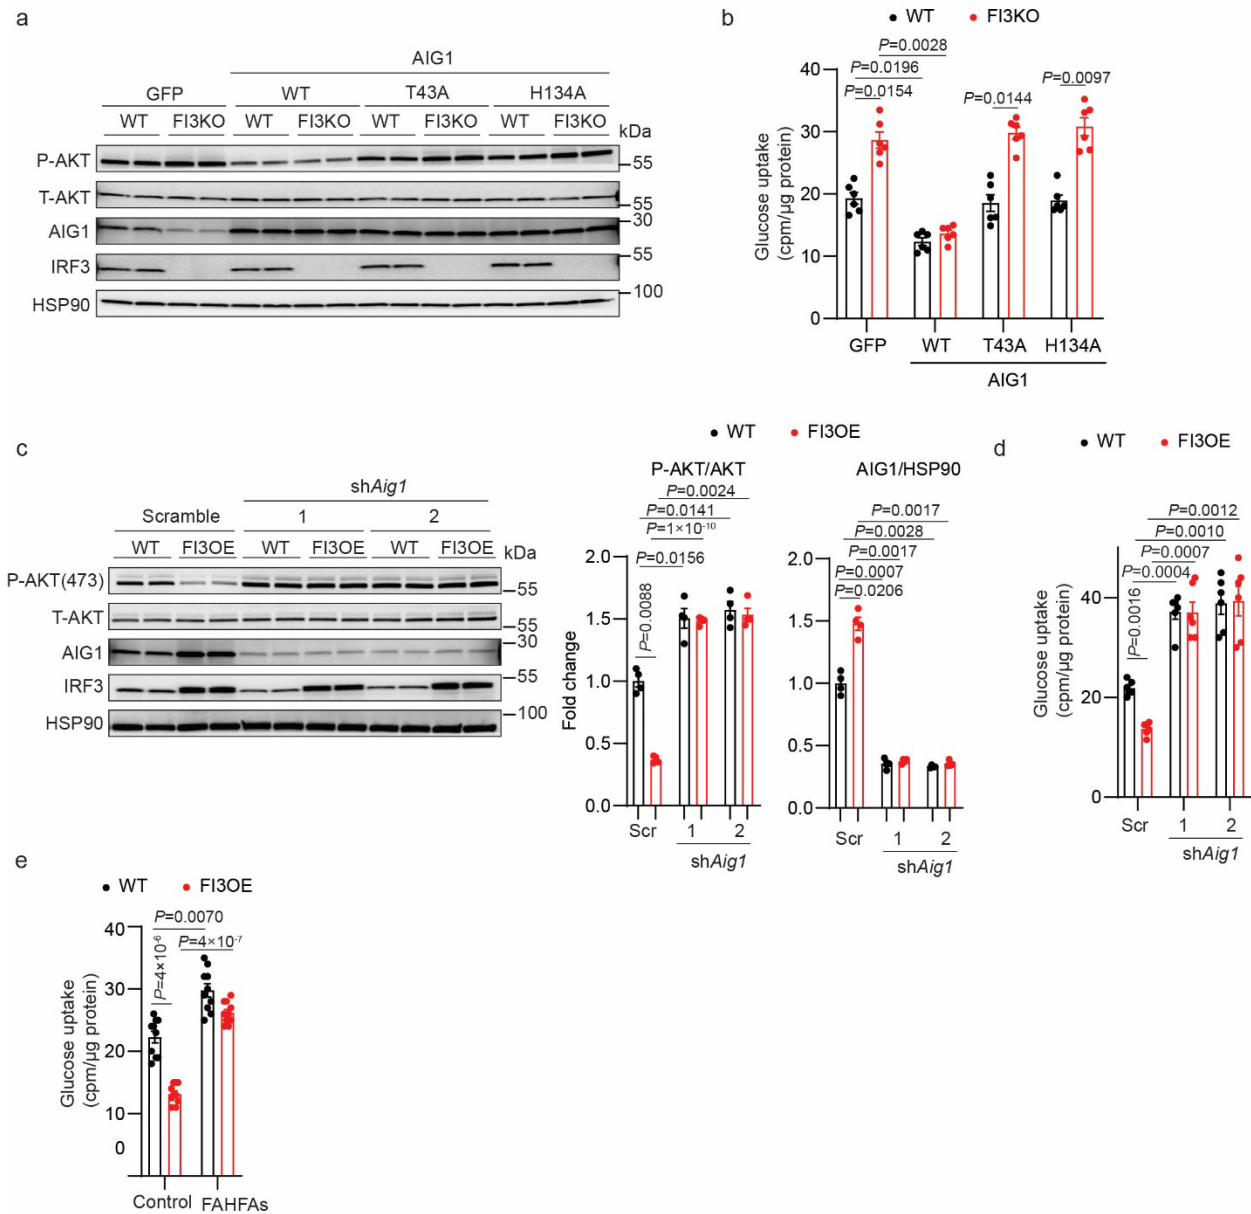 a
AIG1
GFP WT T43A H134A
WT FI3KO WT FI3KO WT FI3KO WT FI3KO kDa
P-AKT 55
T-AKT 55
AIG1 30
IRF3 55
HSP90 100
b
WT FI3KO
P=0.0028
P=0.0196
P=0.0154 P=0.0144 P=0.0097
Glucose uptake
(cpm/µg protein)
40
30
20
10
0
GFP WT T43A H134A
AIG1
c
shAig1
Scramble 1 2
WT FI3OE WT FI3OE WT FI3OE kDa
P-AKT(473) 55
T-AKT 55
AIG1 30
IRF3 55
HSP90 100
WT FI3OE
P-AKT/AKT
P=0.0024
P=0.0141
P=1×10⁻¹⁰
P=0.0156
P=0.0088
Fold change
2.0
1.5
1.0
0.5
0.0
Scr 1 2
shAig1
AIG1/HSP90
P=0.0017
P=0.0028
P=0.0017
P=0.0007
P=0.0206
2.0
1.5
1.0
0.5
0.0
Scr 1 2
shAig1
d
WT FI3OE
P=0.0012
P=0.0010
P=0.0007
P=0.0004
P=0.0016
Glucose uptake
(cpm/µg protein)
40
20
0
Scr 1 2
shAig1
e
WT FI3OE
P=0.0070
P=4×10⁻⁷
P=4×10⁻⁶
Glucose uptake
(cpm/µg protein)
40
30
20
10
0
Control FAHFAs